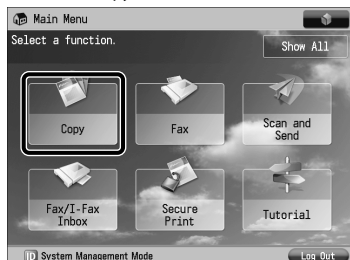 Main Menu
Select a function.
Show All
Copy
Fax
Scan and
Send
Fax/I-Fax
Inbox
Secure
Print
Tutorial
ID System Management Mode
Log Out